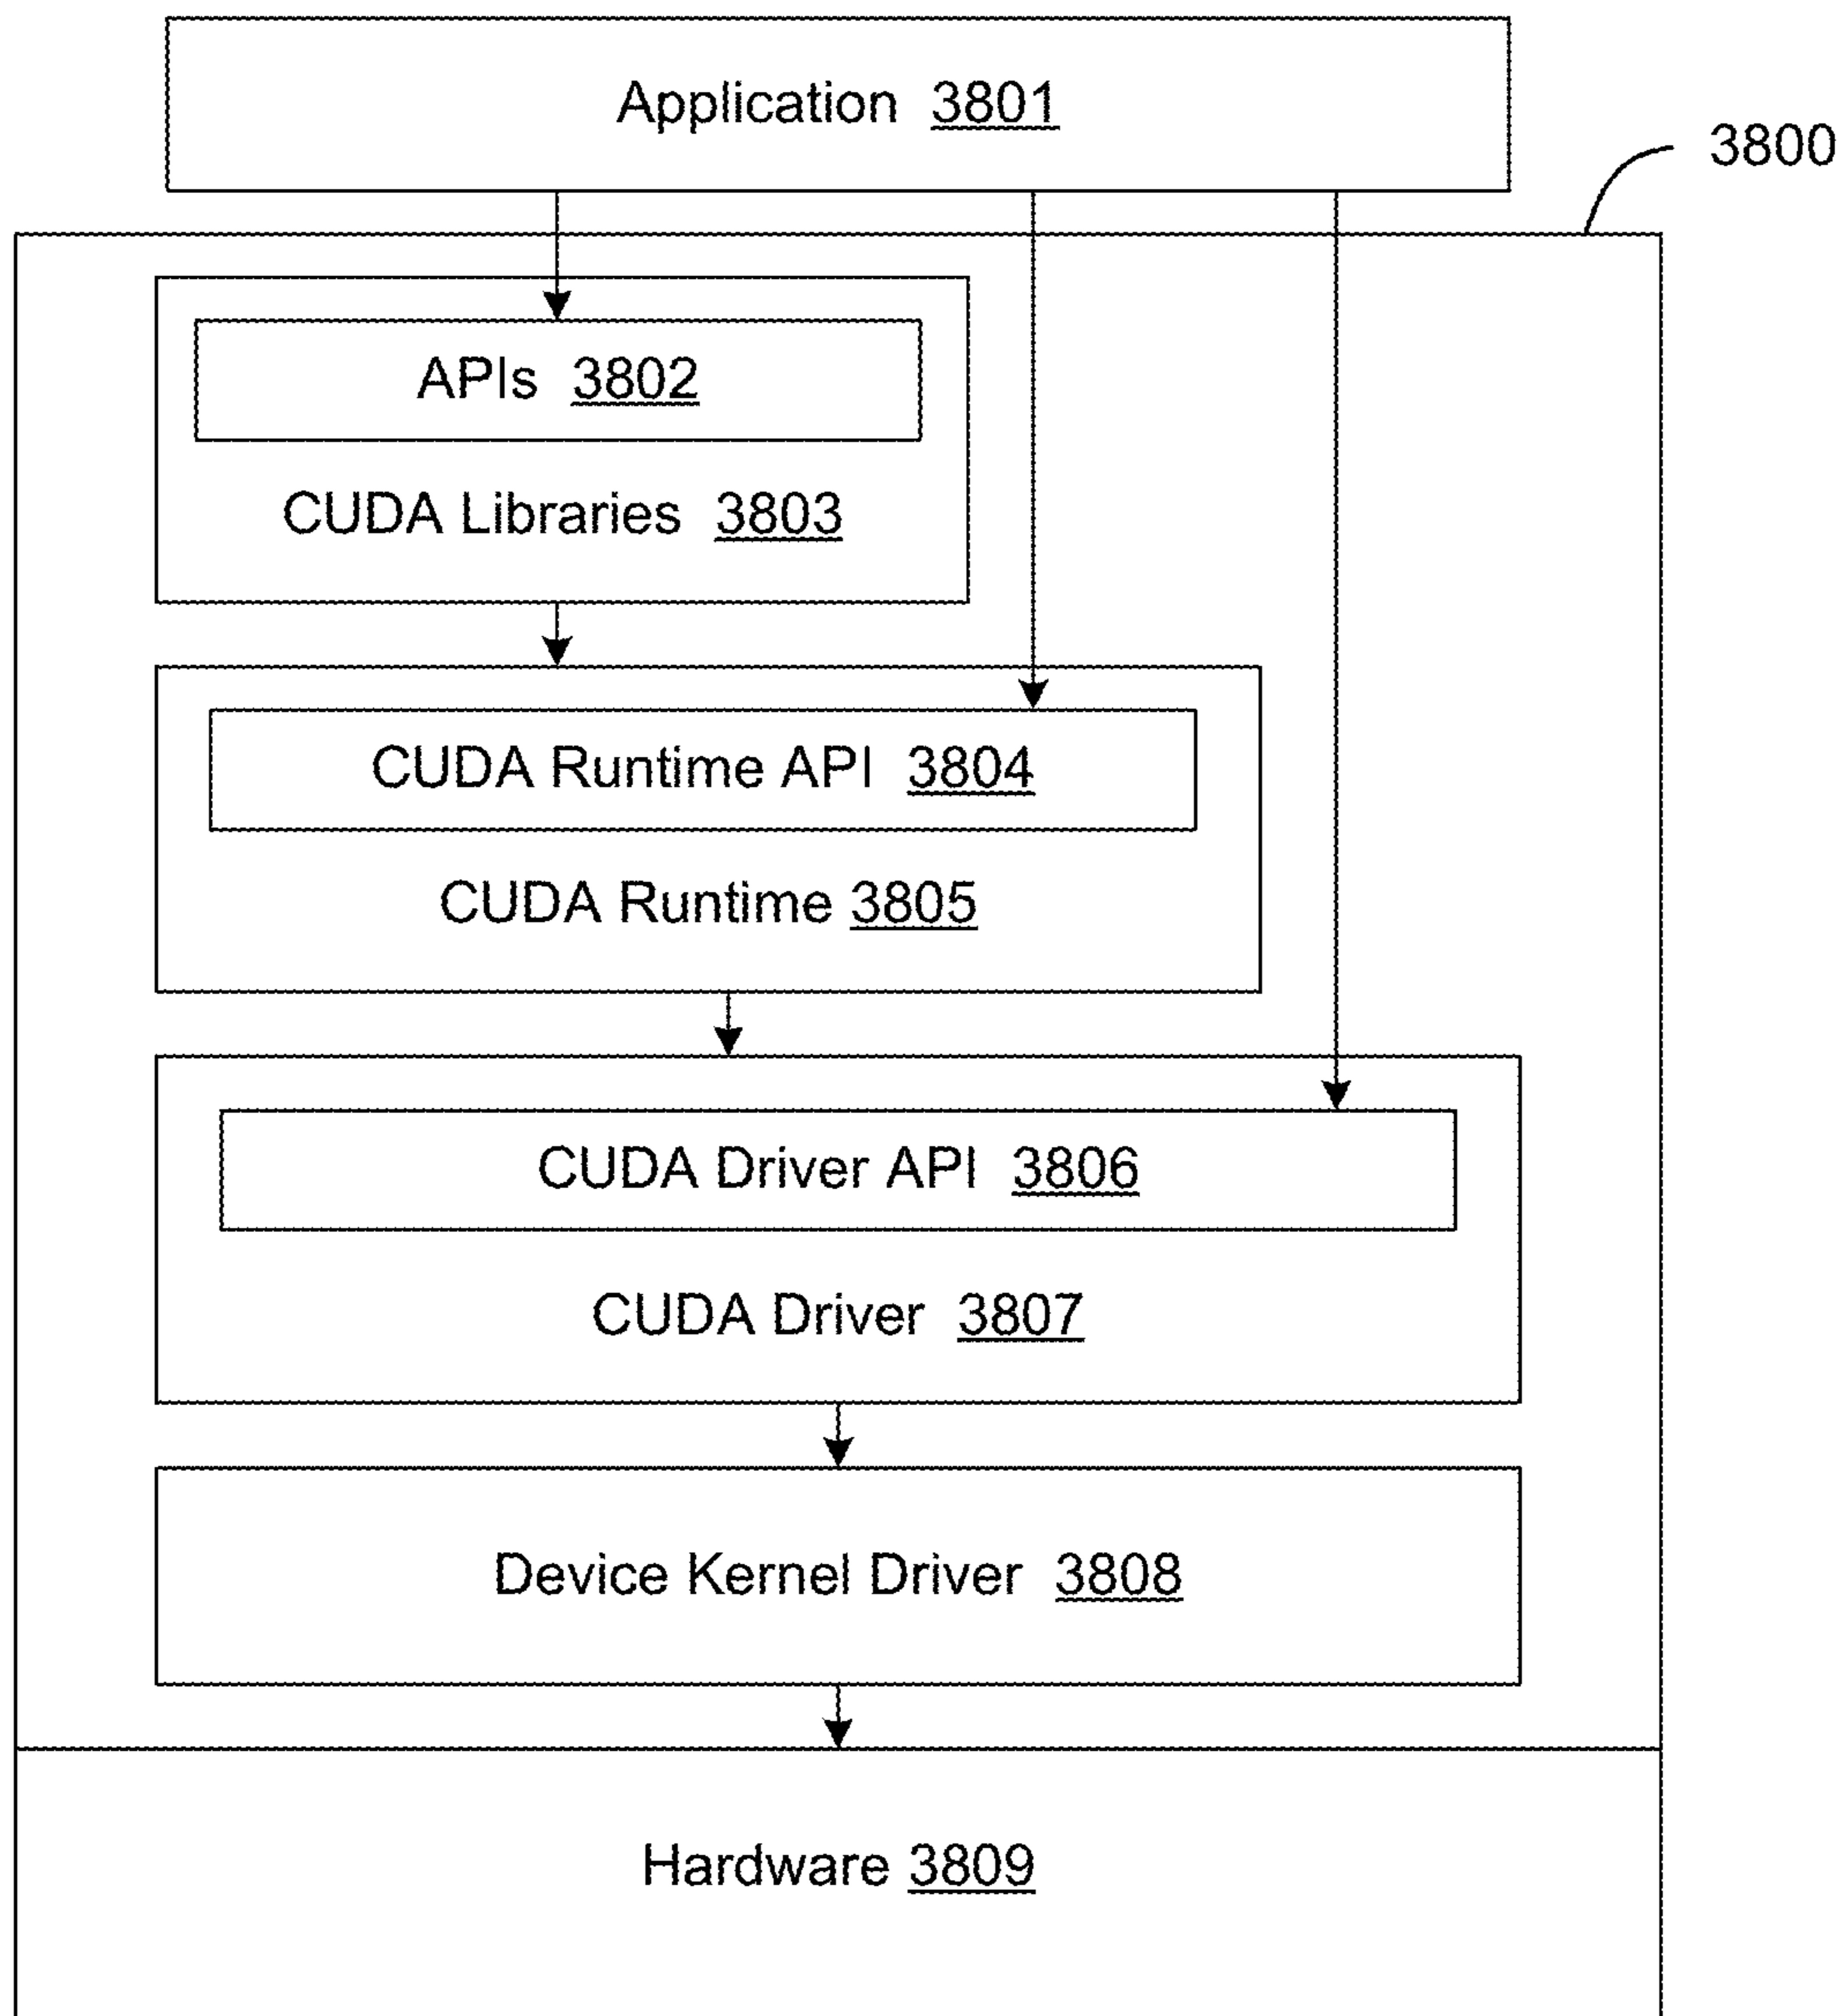 Application 3801
3800
APIs 3802
CUDA Libraries 3803
CUDA Runtime API 3804
CUDA Runtime 3805
CUDA Driver API 3806
CUDA Driver 3807
Device Kernel Driver 3808
Hardware 3809